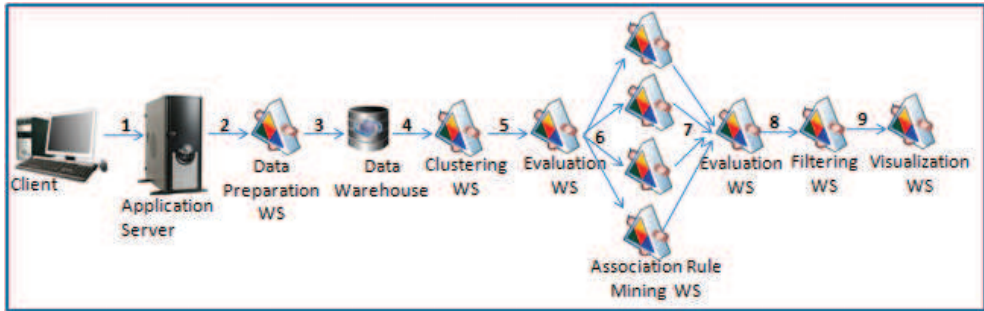 1
2
3
4
5
6
7
8
9
Client
Application
Server
Data
Preparation
WS
Data
Warehouse
Clustering
WS
Evaluation
WS
Association Rule
Mining WS
Evaluation
WS
Filtering
WS
Visualization
WS